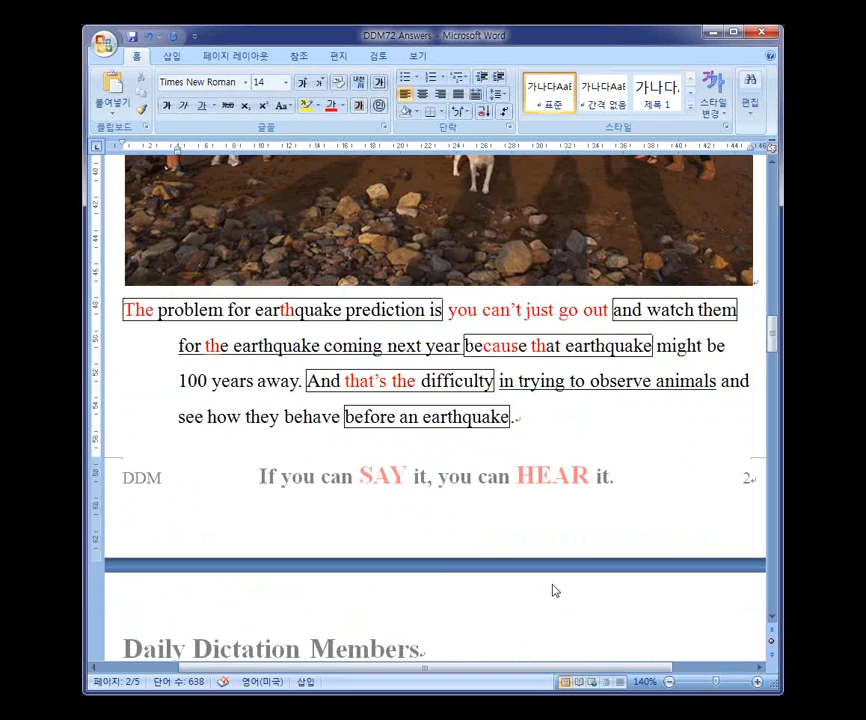 DDM72 Answers - Microsoft Word
홈 삽입 페이지 레이아웃 참조 편지 검토 보기
Times New Roman 14
붙여넣기
가나다AaE 가나다AaE 가나다
표준 간격 없음 제목 1
스타일 변경
편집
클립보드 글꼴 단락 스타일
The problem for earthquake prediction is you can't just go out and watch them
for the earthquake coming next year because that earthquake might be
100 years away. And that's the difficulty in trying to observe animals and
see how they behave before an earthquake.
DDM If you can SAY it, you can HEAR it. 2
Daily Dictation Members
페이지: 2/5 단어 수: 638 영어(미국) 삽입 140%